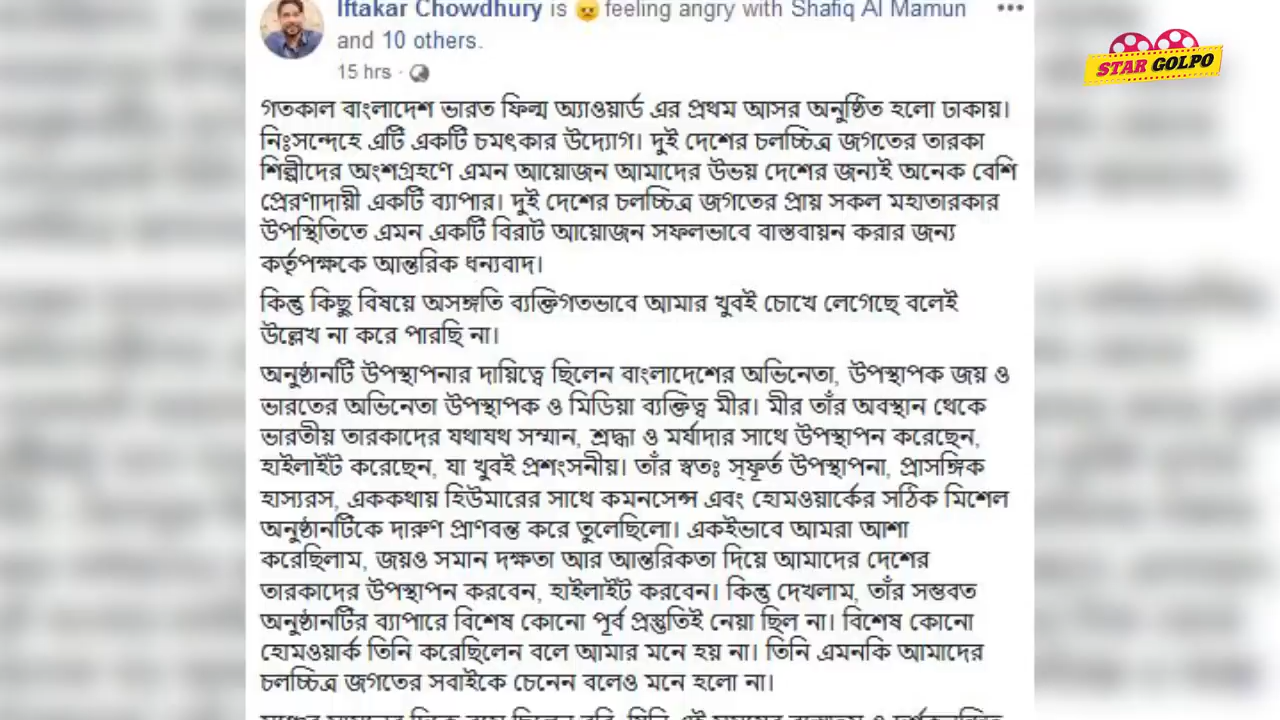 Iftakar Chowdhury is 😠 feeling angry with Shafiq Al Mamun
and 10 others.
15 hrs ·
STAR GOLPO
গতকাল বাংলাদেশ ভারত ফিল্ম অ্যাওয়ার্ড এর প্রথম আসর অনুষ্ঠিত হলো ঢাকায়।
নিঃসন্দেহে এটি একটি চমৎকার উদ্যোগ। দুই দেশের চলচ্চিত্র জগতের তারকা
শিল্পীদের অংশগ্রহণে এমন আয়োজন আমাদের উভয় দেশের জন্যই অনেক বেশি
প্রেরণাদায়ী একটি ব্যাপার। দুই দেশের চলচ্চিত্র জগতের প্রায় সকল মহাতারকার
উপস্থিতিতে এমন একটি বিরাট আয়োজন সফলভাবে বাস্তবায়ন করার জন্য
কর্তৃপক্ষকে আন্তরিক ধন্যবাদ।
কিন্তু কিছু বিষয়ে অসঙ্গতি ব্যক্তিগতভাবে আমার খুবই চোখে লেগেছে বলেই
উল্লেখ না করে পারছি না।
অনুষ্ঠানটি উপস্থাপনার দায়িত্বে ছিলেন বাংলাদেশের অভিনেতা, উপস্থাপক জয় ও
ভারতের অভিনেতা উপস্থাপক ও মিডিয়া ব্যক্তিত্ব মীর। মীর তাঁর অবস্থান থেকে
ভারতীয় তারকাদের যথাযথ সম্মান, শ্রদ্ধা ও মর্যাদার সাথে উপস্থাপন করেছেন,
হাইলাইট করেছেন, যা খুবই প্রশংসনীয়। তাঁর স্বতঃ স্ফূর্ত উপস্থাপনা, প্রাসঙ্গিক
হাস্যরস, এককথায় হিউমারের সাথে কমনসেন্স এবং হোমওয়ার্কের সঠিক মিশেল
অনুষ্ঠানটিকে দারুণ প্রাণবন্ত করে তুলেছিলো। একইভাবে আমরা আশা
করেছিলাম, জয়ও সমান দক্ষতা আর আন্তরিকতা দিয়ে আমাদের দেশের
তারকাদের উপস্থাপন করবেন, হাইলাইট করবেন। কিন্তু দেখলাম, তাঁর সম্ভবত
অনুষ্ঠানটির ব্যাপারে বিশেষ কোনো পূর্ব প্রস্তুতিই নেয়া ছিল না। বিশেষ কোনো
হোমওয়ার্ক তিনি করেছিলেন বলে আমার মনে হয় না। তিনি এমনকি আমাদের
চলচ্চিত্র জগতের সবাইকে চেনেন বলেও মনে হলো না।